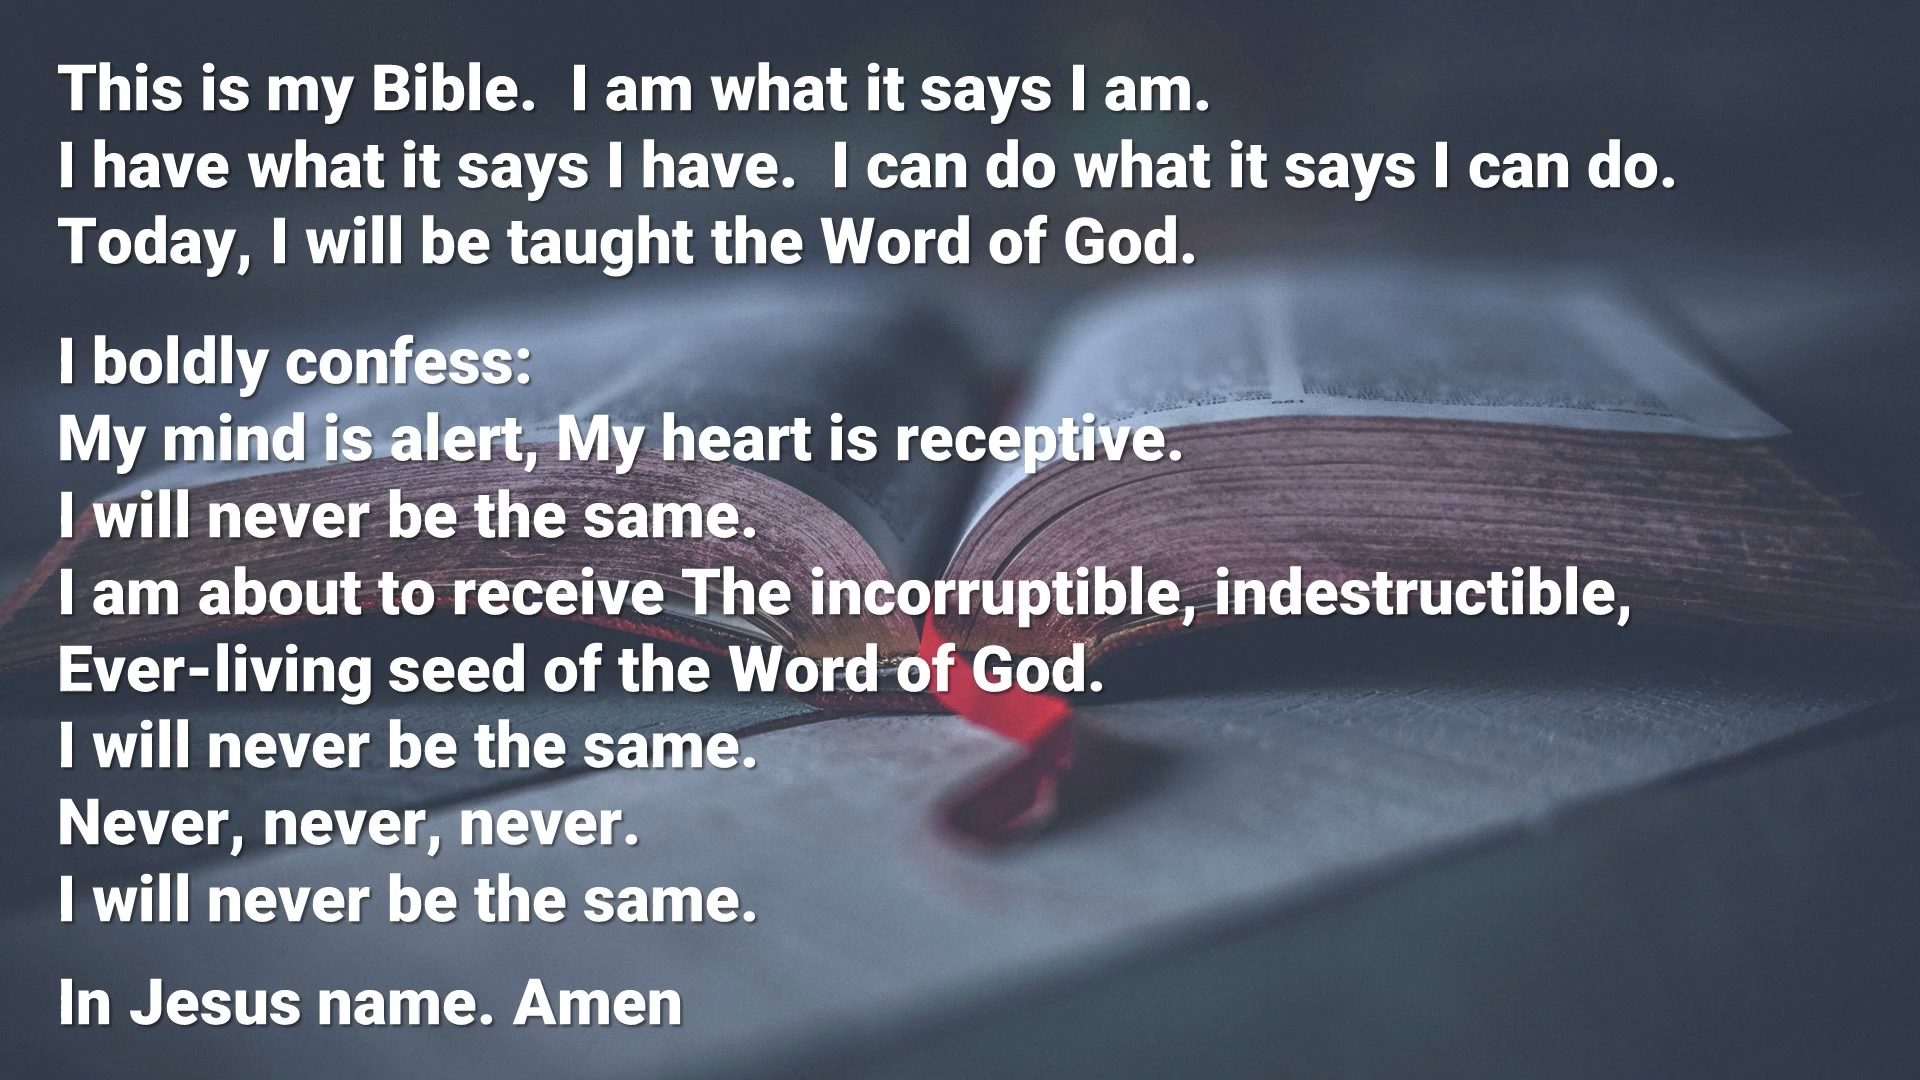 This is my Bible.  I am what it says I am.
I have what it says I have.  I can do what it says I can do.
Today, I will be taught the Word of God.
I boldly confess:
My mind is alert, My heart is receptive.
I will never be the same.
I am about to receive The incorruptible, indestructible,
Ever-living seed of the Word of God.
I will never be the same.
Never, never, never.
I will never be the same.
In Jesus name. Amen